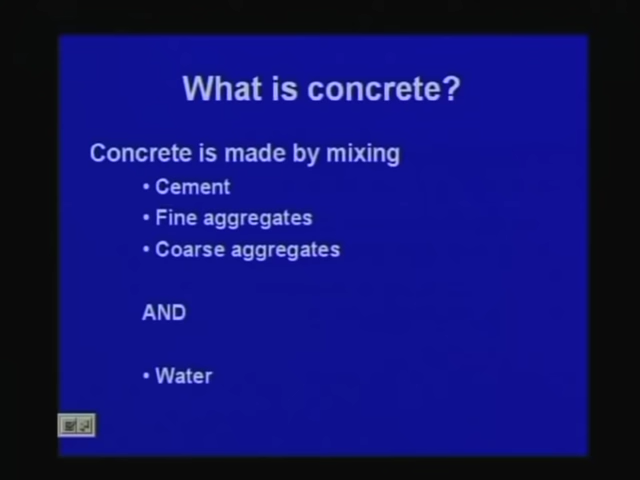 What is concrete?
Concrete is made by mixing
• Cement
• Fine aggregates
• Coarse aggregates
AND
• Water